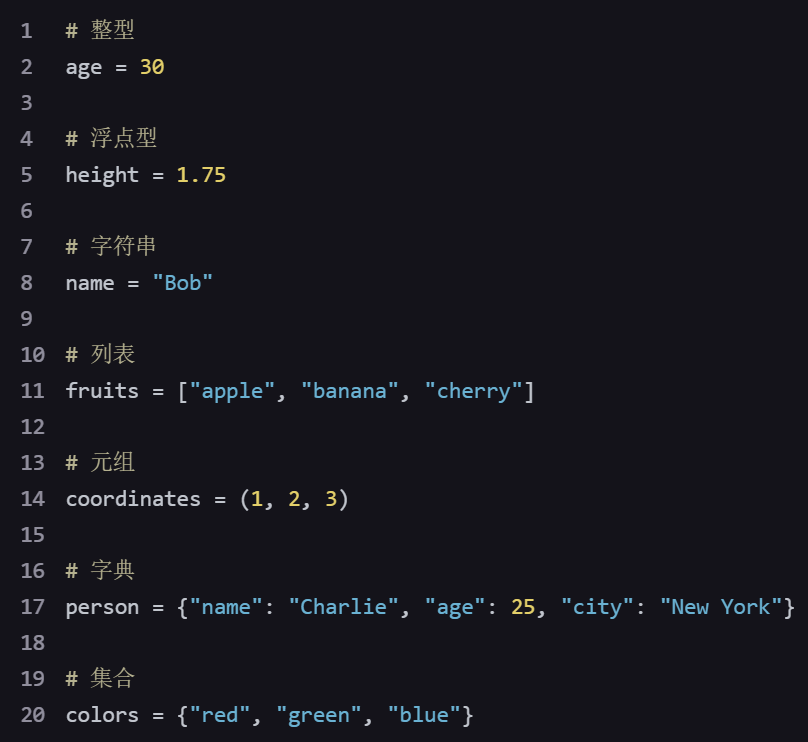 1 # 整型
2 age = 30
3
4 # 浮点型
5 height = 1.75
6
7 # 字符串
8 name = "Bob"
9
10 # 列表
11 fruits = ["apple", "banana", "cherry"]
12
13 # 元组
14 coordinates = (1, 2, 3)
15
16 # 字典
17 person = {"name": "Charlie", "age": 25, "city": "New York"}
18
19 # 集合
20 colors = {"red", "green", "blue"}